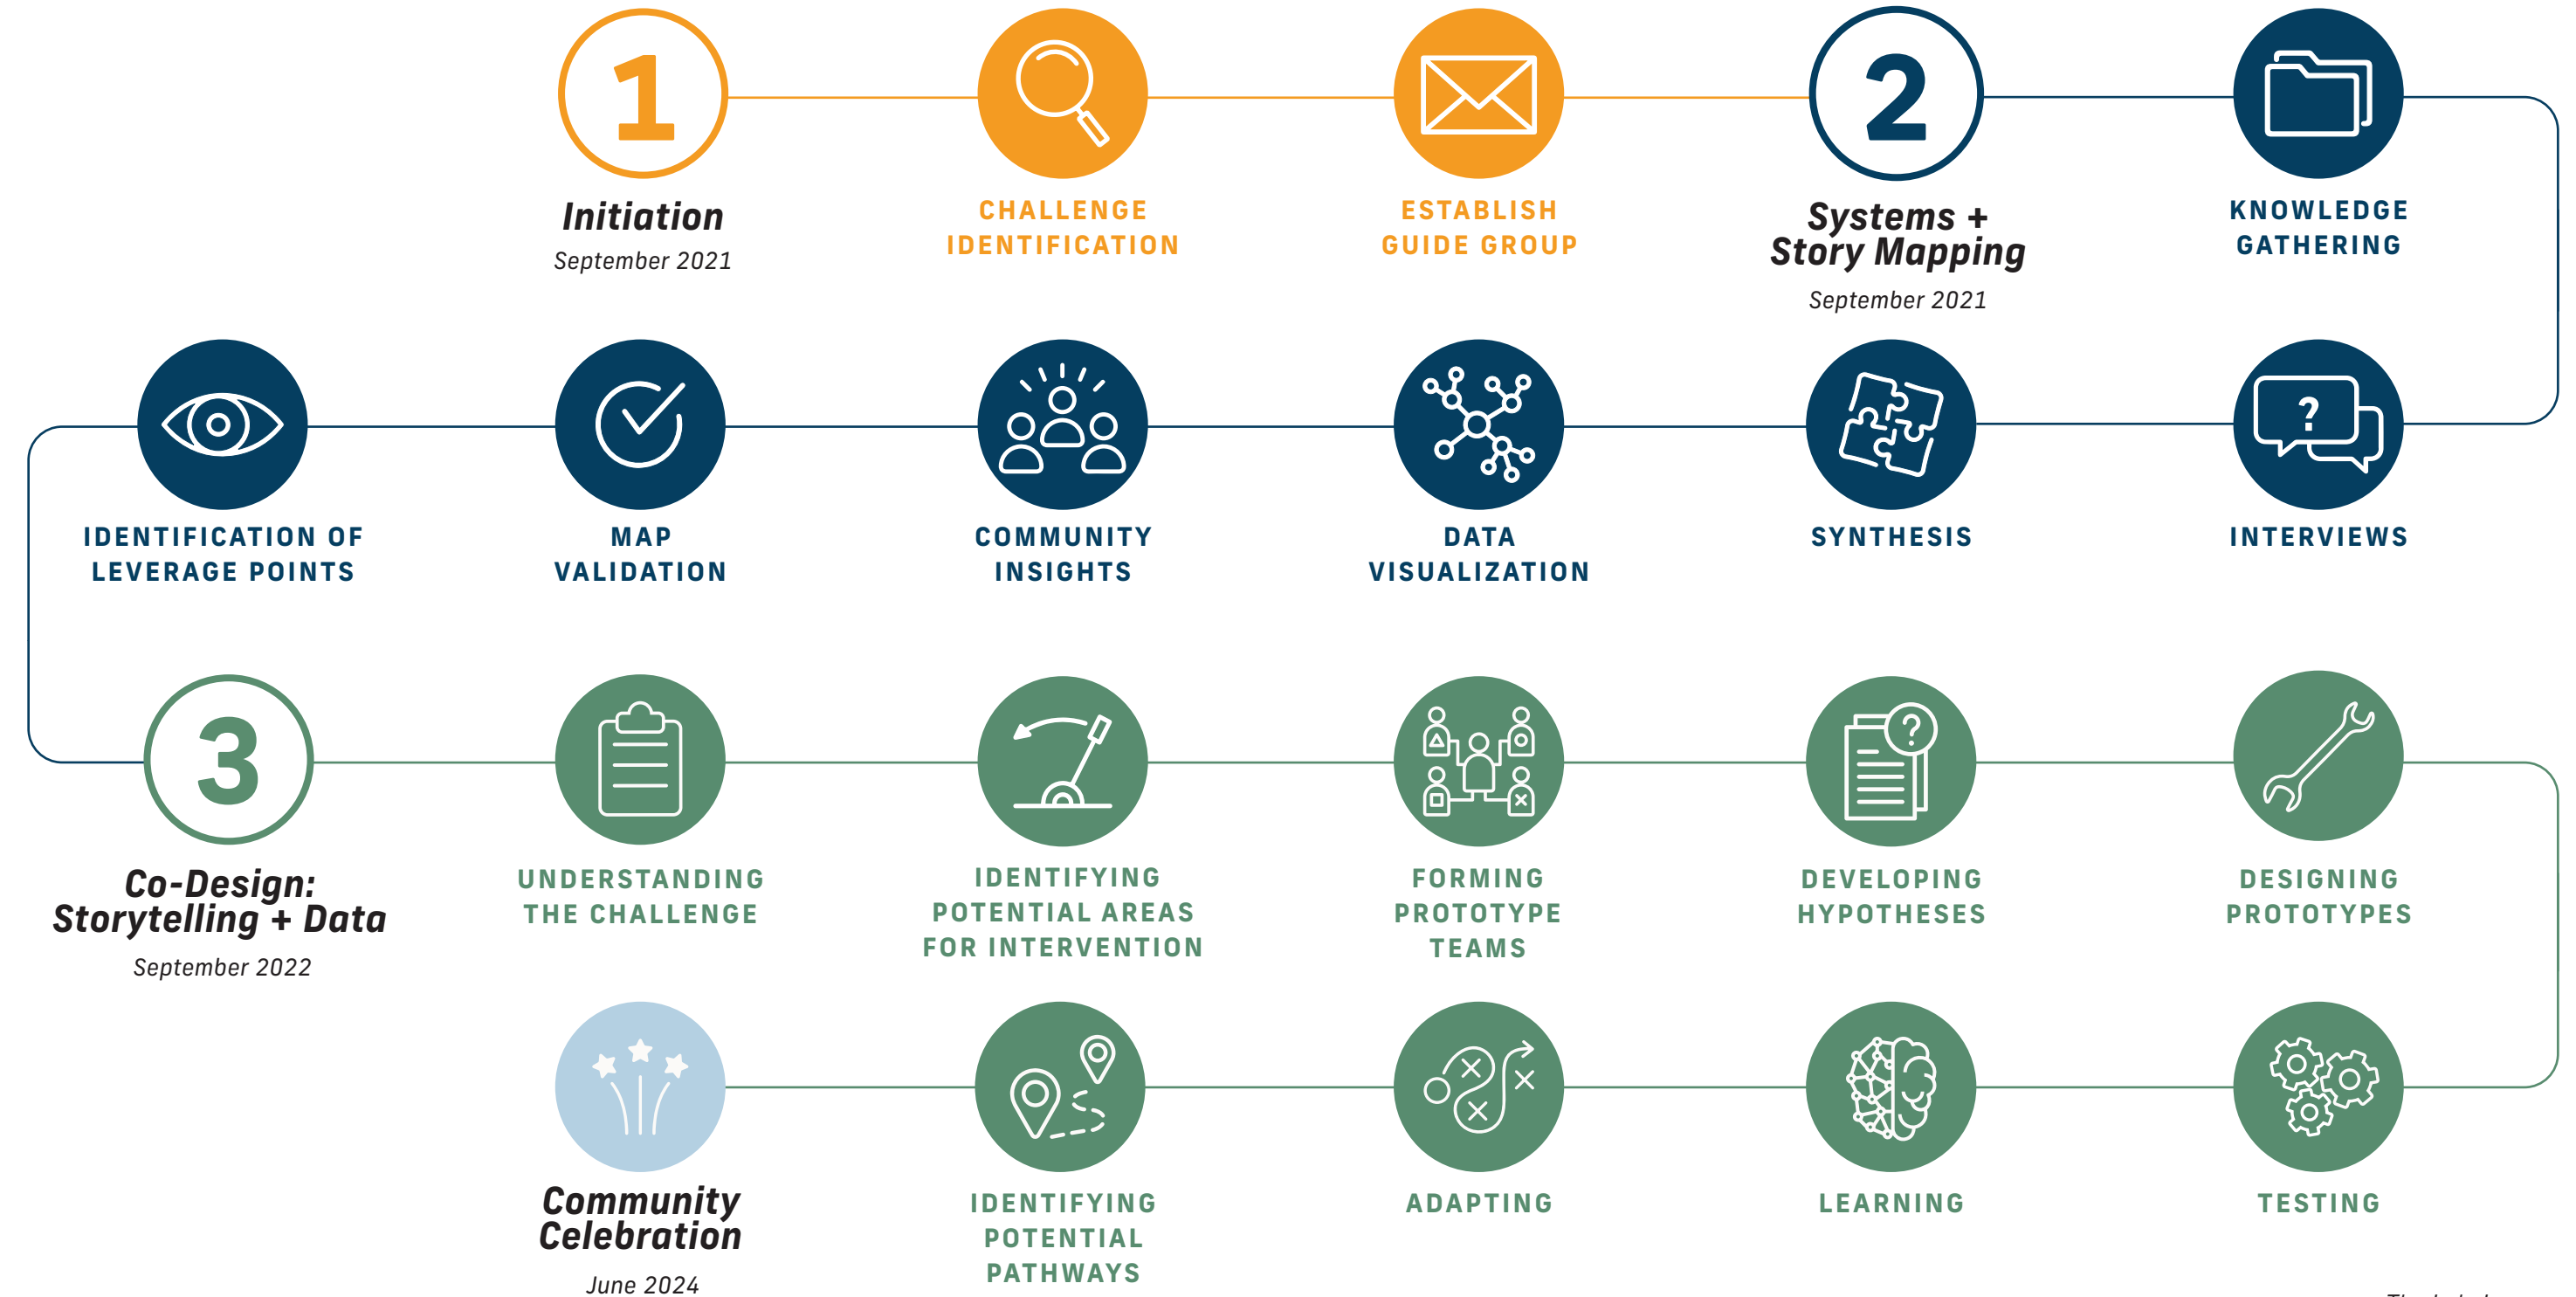 1
Initiation
September 2021
CHALLENGE
IDENTIFICATION
ESTABLISH
GUIDE GROUP
2
Systems +
Story Mapping
September 2021
KNOWLEDGE
GATHERING
?
INTERVIEWS
SYNTHESIS
DATA
VISUALIZATION
COMMUNITY
INSIGHTS
MAP
VALIDATION
IDENTIFICATION OF
LEVERAGE POINTS
3
Co-Design:
Storytelling + Data
September 2022
UNDERSTANDING
THE CHALLENGE
IDENTIFYING
POTENTIAL AREAS
FOR INTERVENTION
FORMING
PROTOTYPE
TEAMS
?
DEVELOPING
HYPOTHESES
DESIGNING
PROTOTYPES
TESTING
LEARNING
ADAPTING
IDENTIFYING
POTENTIAL
PATHWAYS
Community
Celebration
June 2024